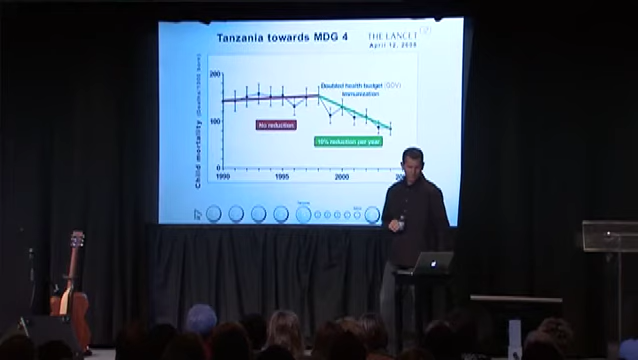 Tanzania towards MDG 4
THE LANCET
April 12, 2008
200
Doubled health budget (GOV)
Immunization
100
No reduction
10% reduction per year
Child mortality
0
1990
1995
2000